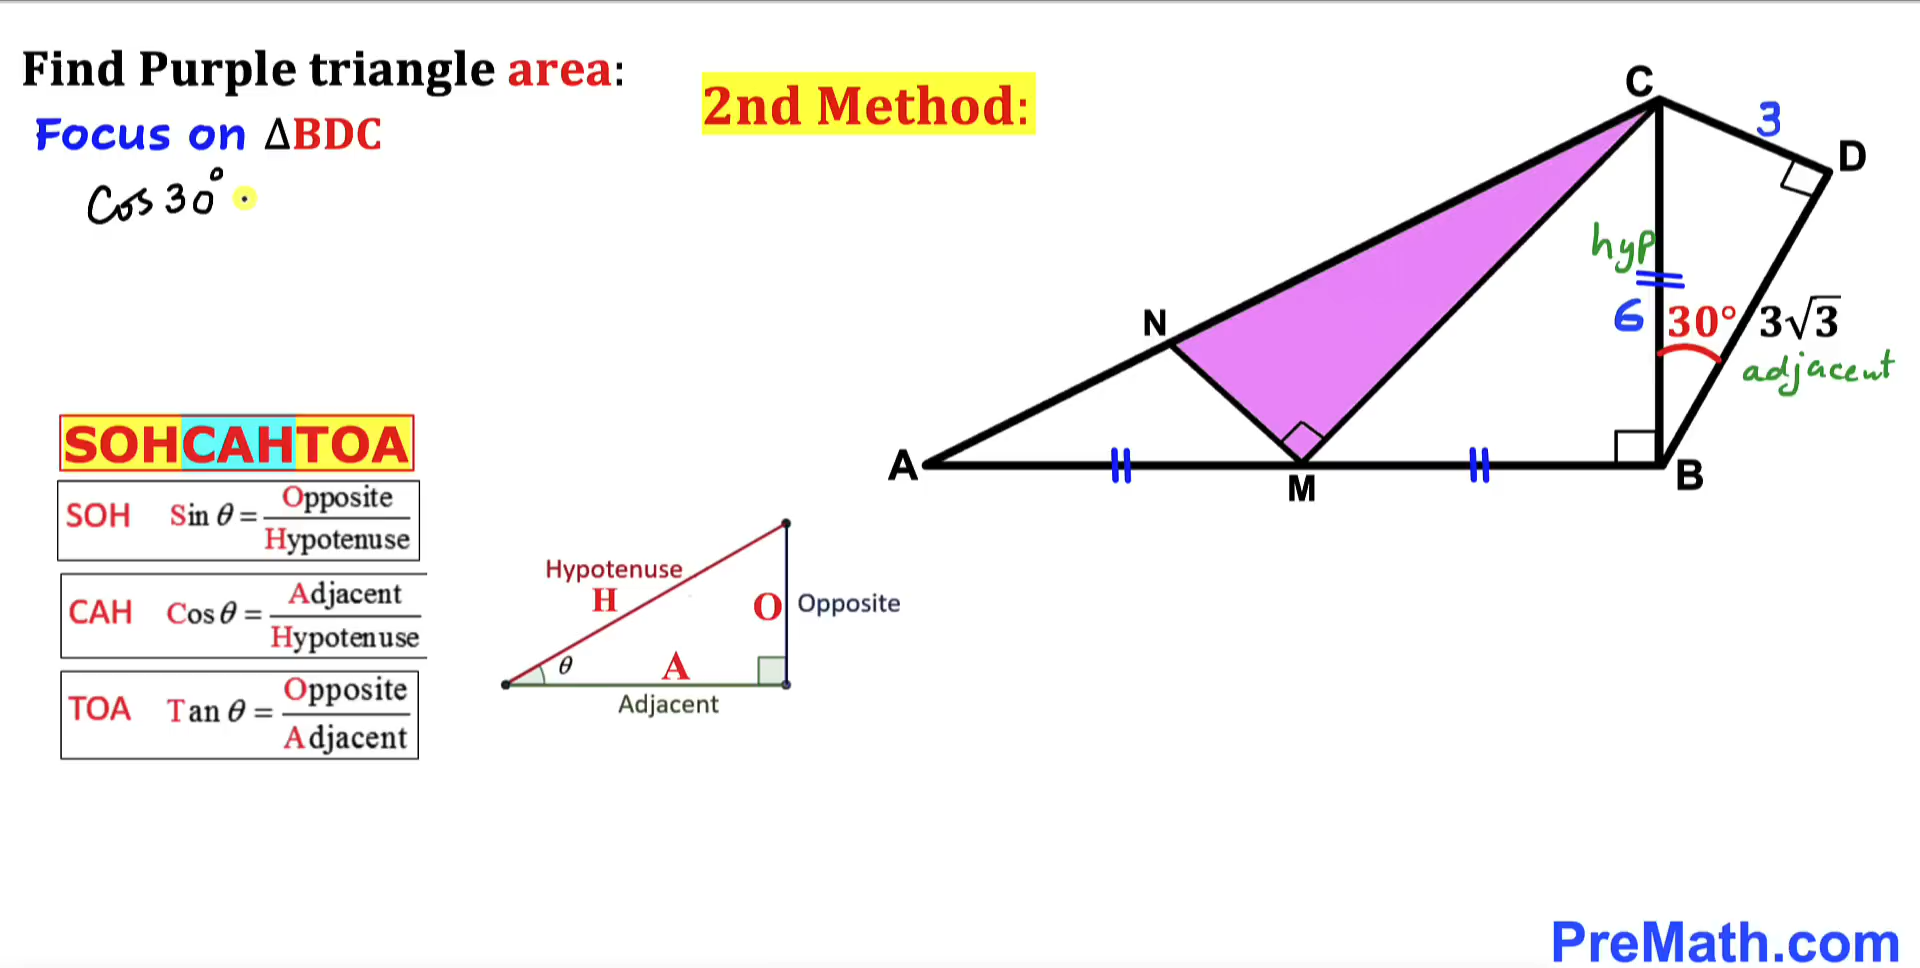 Find Purple triangle area:
Focus on ΔBDC
Cos 30°
2nd Method:
C
3
D
hyp
6
30°
3√3
adjacent
N
A
M
B
SOHCAHTOA
SOH Sin θ = Opposite / Hypotenuse
CAH Cos θ = Adjacent / Hypotenuse
TOA Tan θ = Opposite / Adjacent
Hypotenuse
H
O Opposite
θ
A
Adjacent
PreMath.com